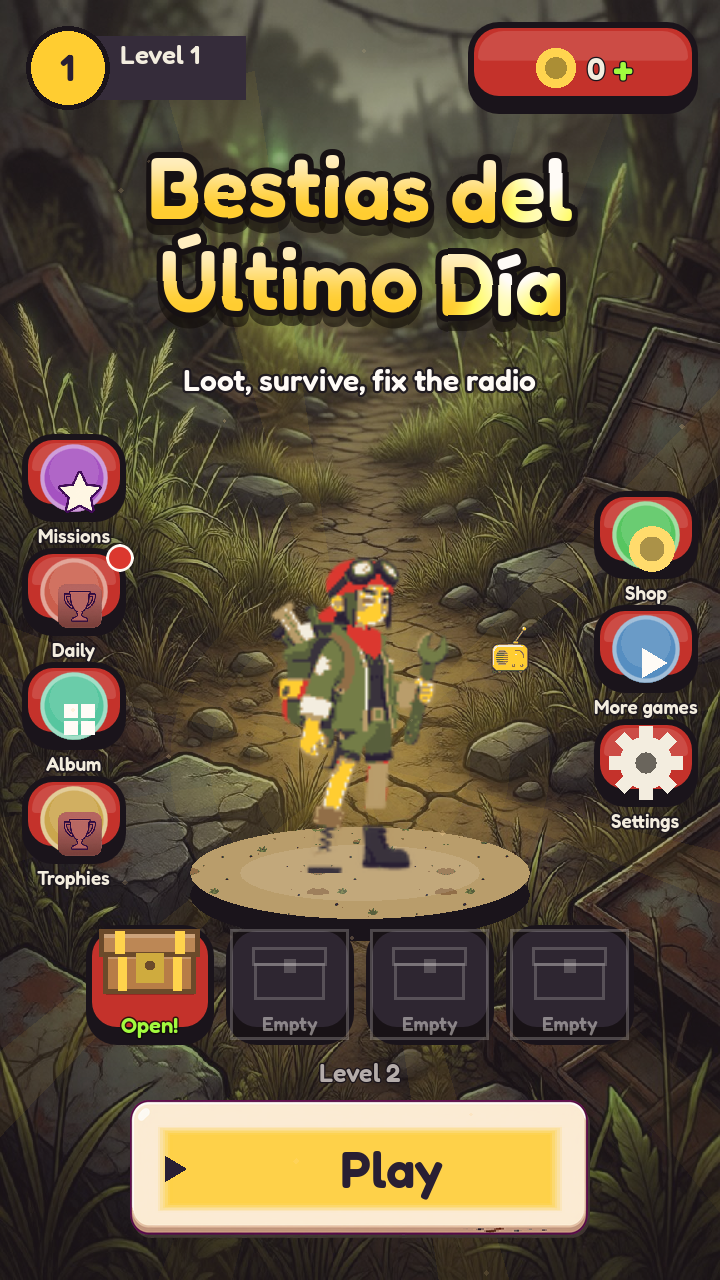 1
Level 1
0 +
Bestias del
Último Día
Loot, survive, fix the radio
Missions
Daily
Album
Trophies
Shop
More games
Settings
Open!
Empty
Empty
Empty
Level 2
Play